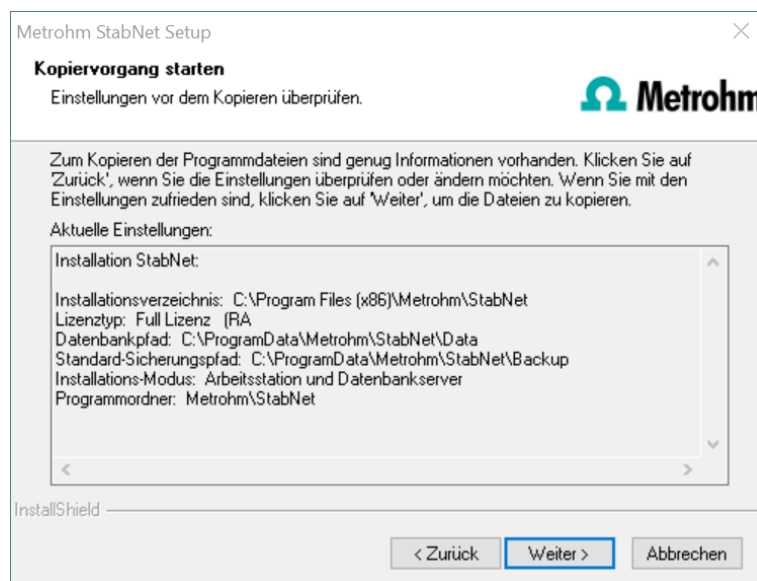 Metrohm StabNet Setup
Kopiervorgang starten
Einstellungen vor dem Kopieren überprüfen.
Metrohm
Zum Kopieren der Programmdateien sind genug Informationen vorhanden. Klicken Sie auf
'Zurück', wenn Sie die Einstellungen überprüfen oder ändern möchten. Wenn Sie mit den
Einstellungen zufrieden sind, klicken Sie auf 'Weiter', um die Dateien zu kopieren.
Aktuelle Einstellungen:
Installation StabNet:
Installationsverzeichnis: C:\Program Files (x86)\Metrohm\StabNet
Lizenztyp: Full Lizenz (RA
Datenbankpfad: C:\ProgramData\Metrohm\StabNet\Data
Standard-Sicherungspfad: C:\ProgramData\Metrohm\StabNet\Backup
Installations-Modus: Arbeitsstation und Datenbankserver
Programmordner: Metrohm\StabNet
InstallShield
< Zurück Weiter > Abbrechen